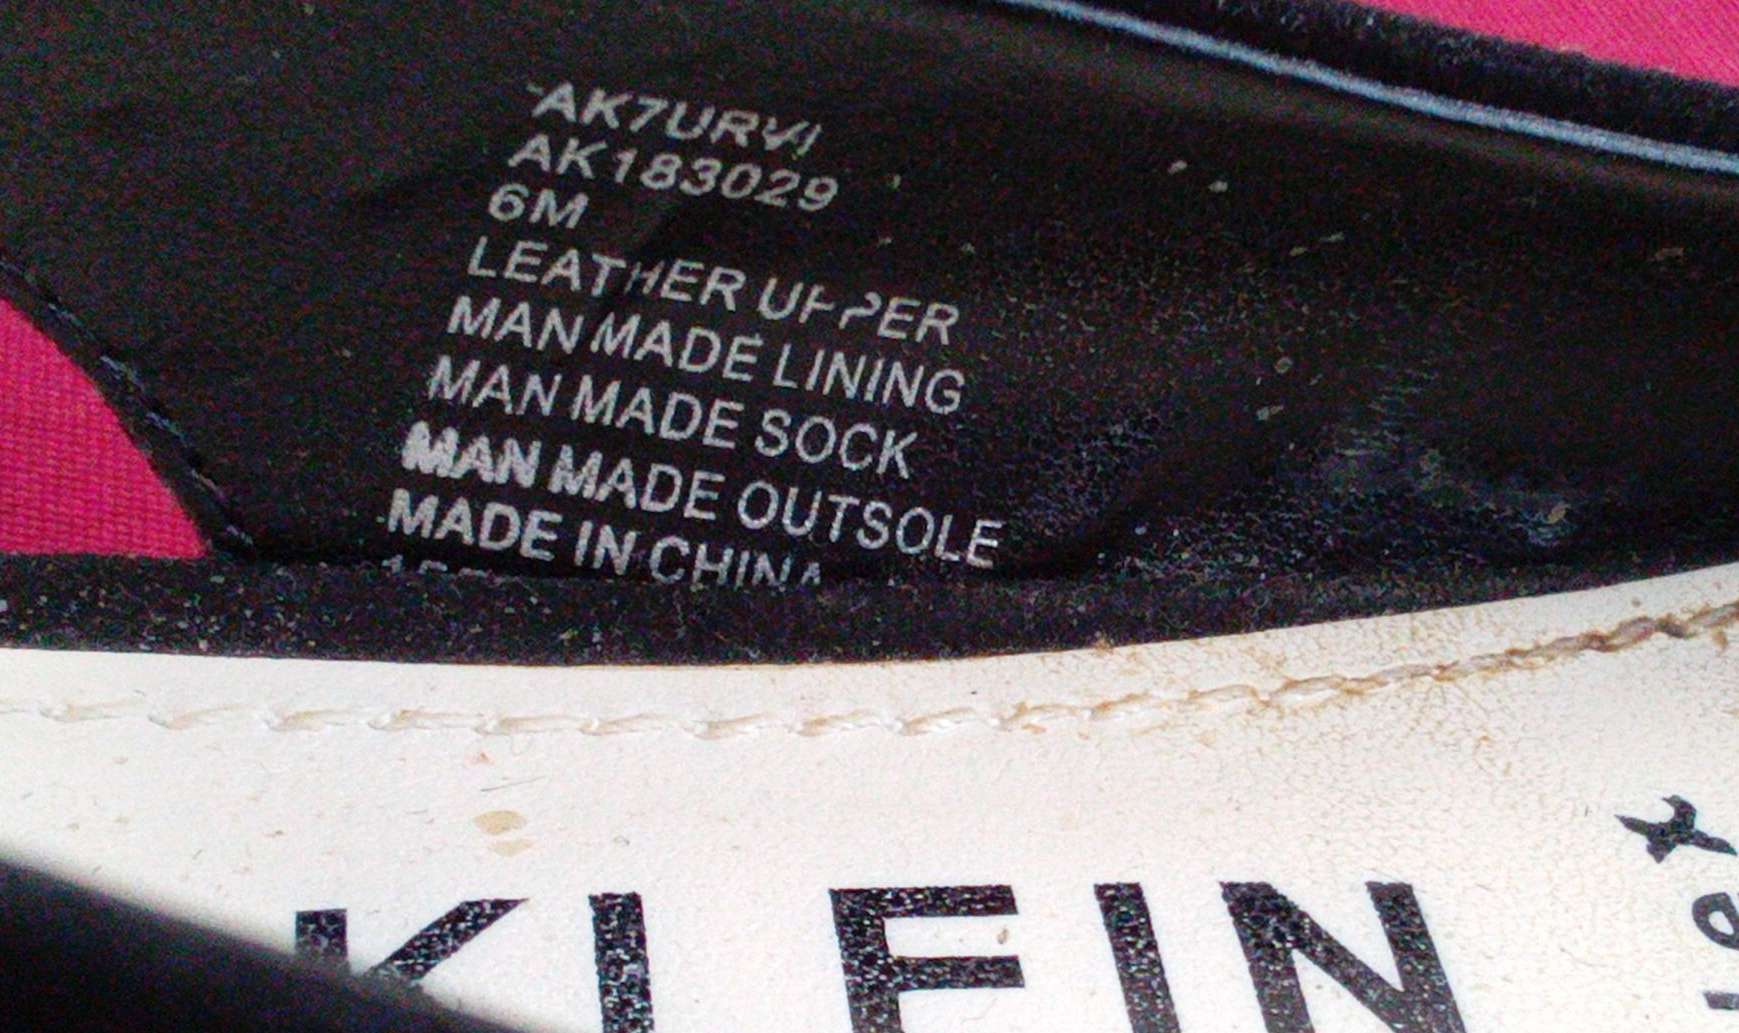 AK7URVI
AK183029
6M
LEATHER UPPER
MAN MADE LINING
MAN MADE SOCK
MAN MADE OUTSOLE
MADE IN CHINA
KLEIN